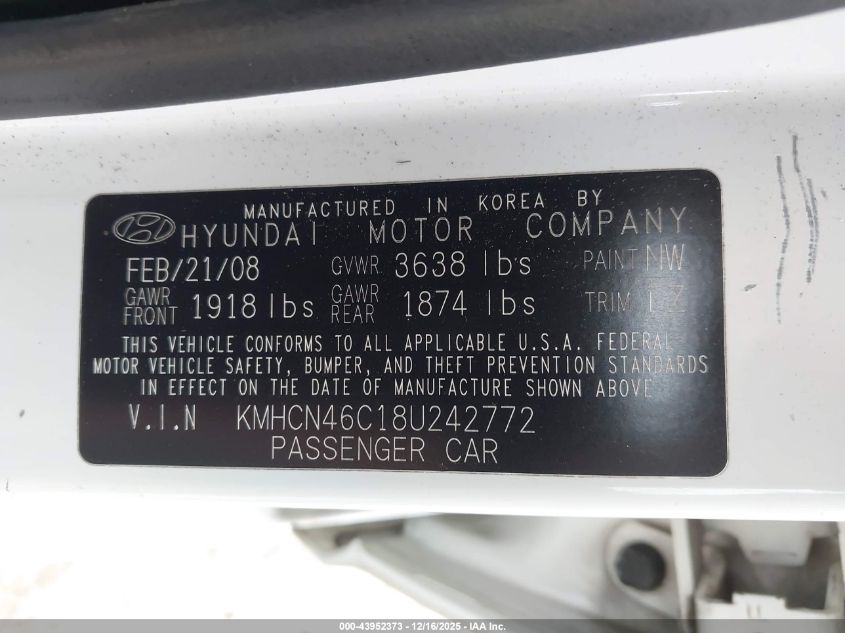 MANUFACTURED IN KOREA BY
HYUNDAI MOTOR COMPANY
FEB/21/08 GVWR 3638 lbs PAINT NW
GAWR FRONT 1918 lbs GAWR REAR 1874 lbs TRIM
THIS VEHICLE CONFORMS TO ALL APPLICABLE U.S.A. FEDERAL
MOTOR VEHICLE SAFETY, BUMPER, AND THEFT PREVENTION STANDARDS
IN EFFECT ON THE DATE OF MANUFACTURE SHOWN ABOVE
V.I.N KMHCN46C18U242772
PASSENGER CAR
000-43952373 - 12/16/2025 - IAA Inc.